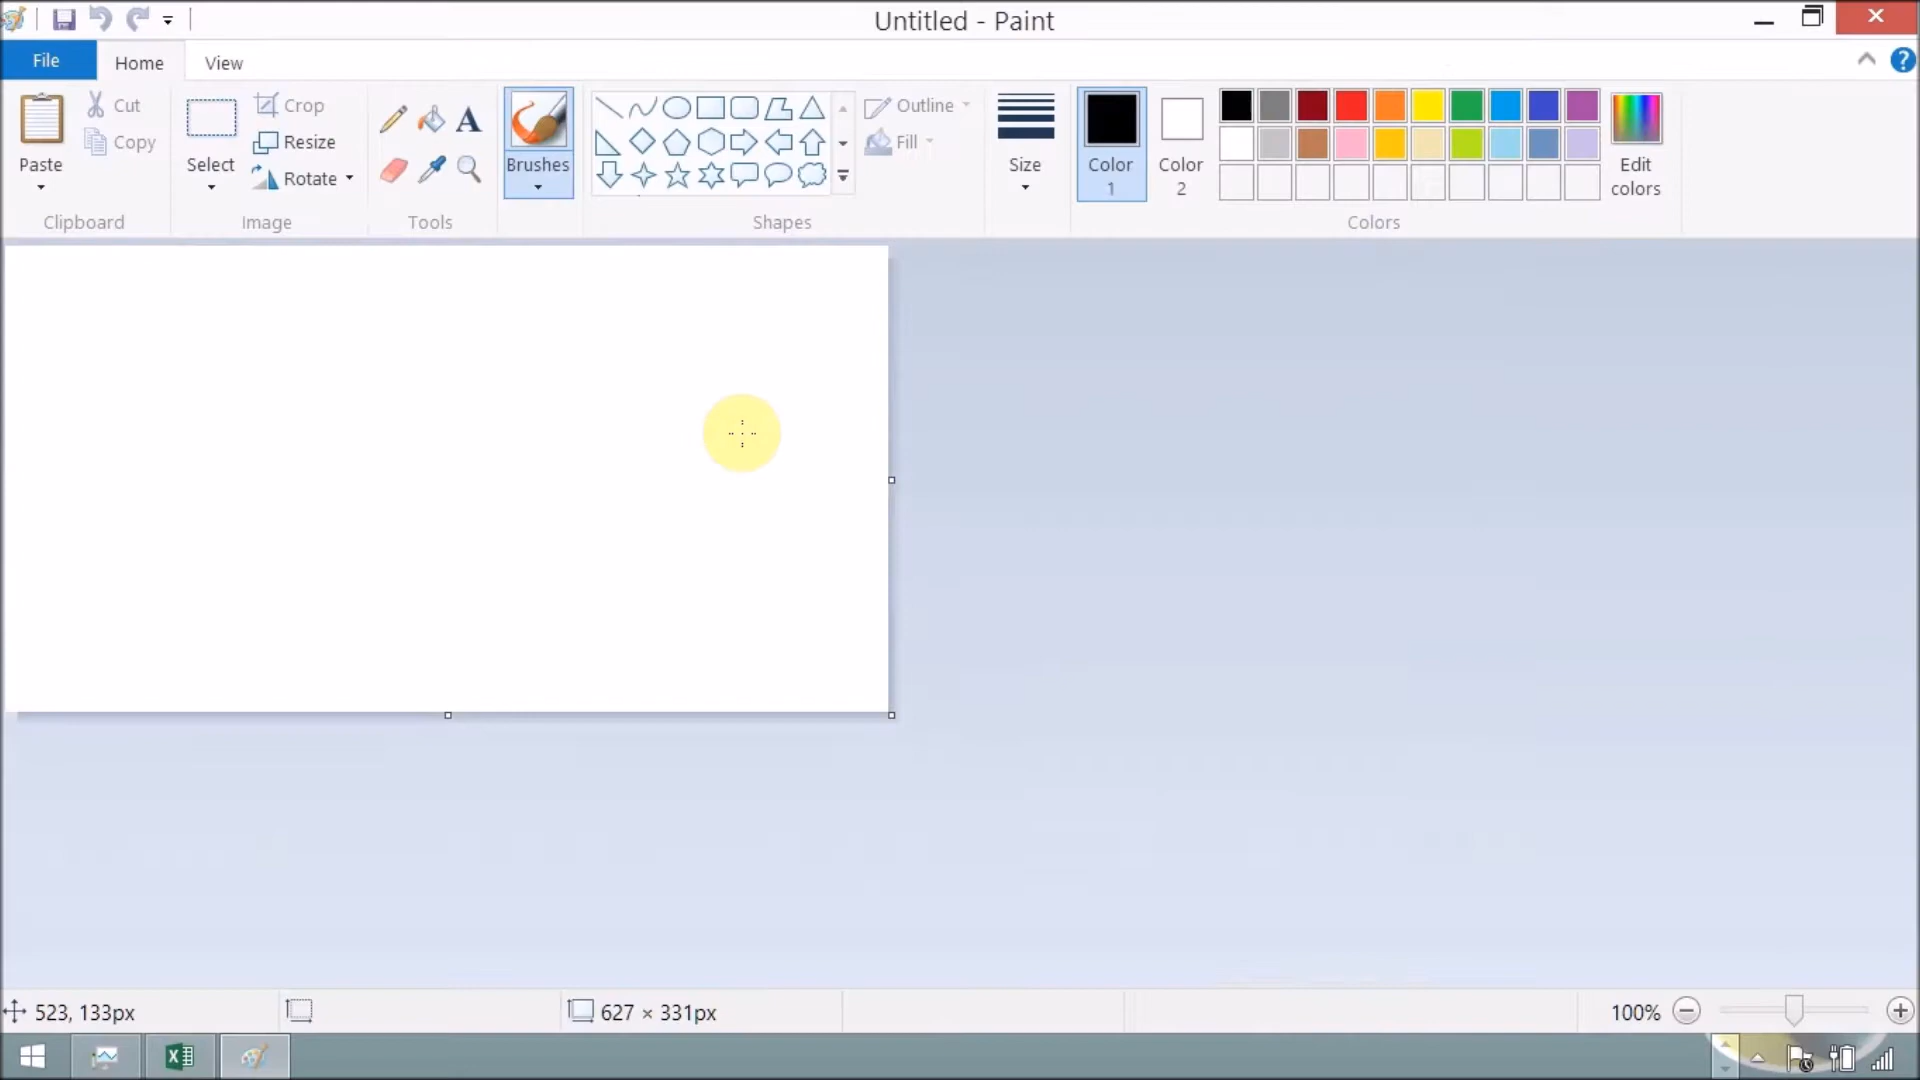 Untitled - Paint
File Home View ?
Paste
Cut
Copy
Clipboard
Select
Crop
Resize
Rotate
Image
A
Tools
Brushes
Shapes
Outline
Fill
Size
Color 1
Color 2
Edit colors
Colors
523, 133px 627 × 331px 100%